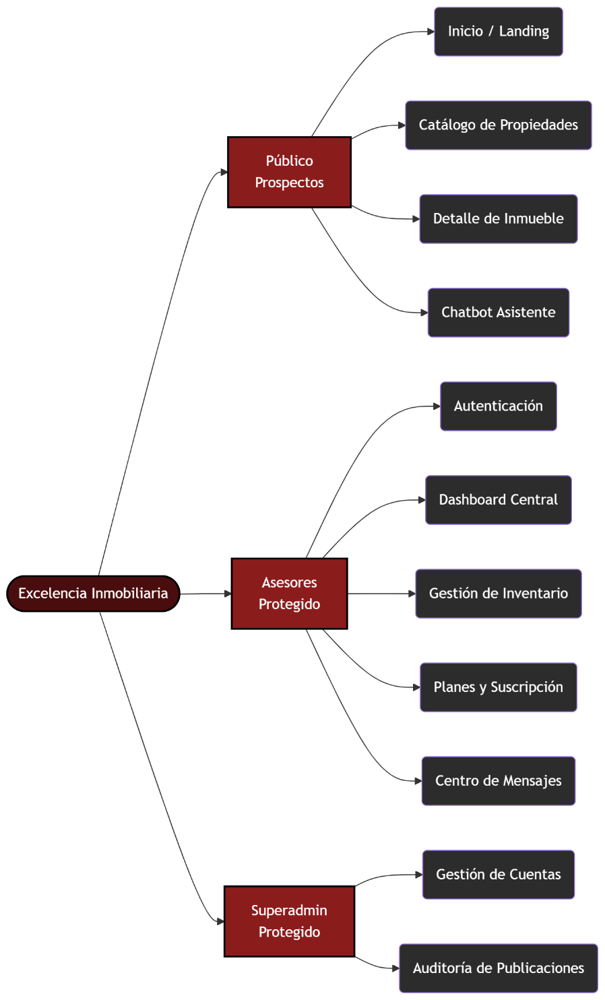 Excelencia Inmobiliaria
Público
Prospectos
Inicio / Landing
Catálogo de Propiedades
Detalle de Inmueble
Chatbot Asistente
Asesores
Protegido
Autenticación
Dashboard Central
Gestión de Inventario
Planes y Suscripción
Centro de Mensajes
Superadmin
Protegido
Gestión de Cuentas
Auditoría de Publicaciones